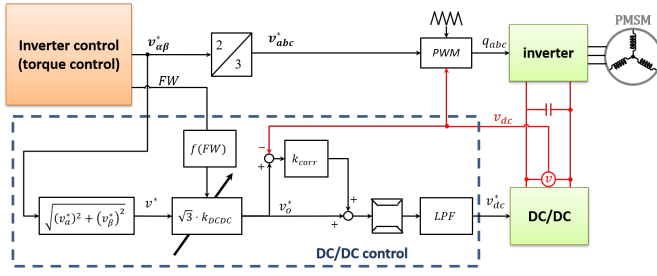 PMSM
Inverter control
(torque control)
v*αβ
2
3
v*abc
PWM
qabc
inverter
FW
vdc
f(FW)
−
+
kcorr
v
√(v*α)² + (v*β)²
v*
√3 · kDCDC
v*o
+
+
LPF
v*dc
DC/DC
DC/DC control